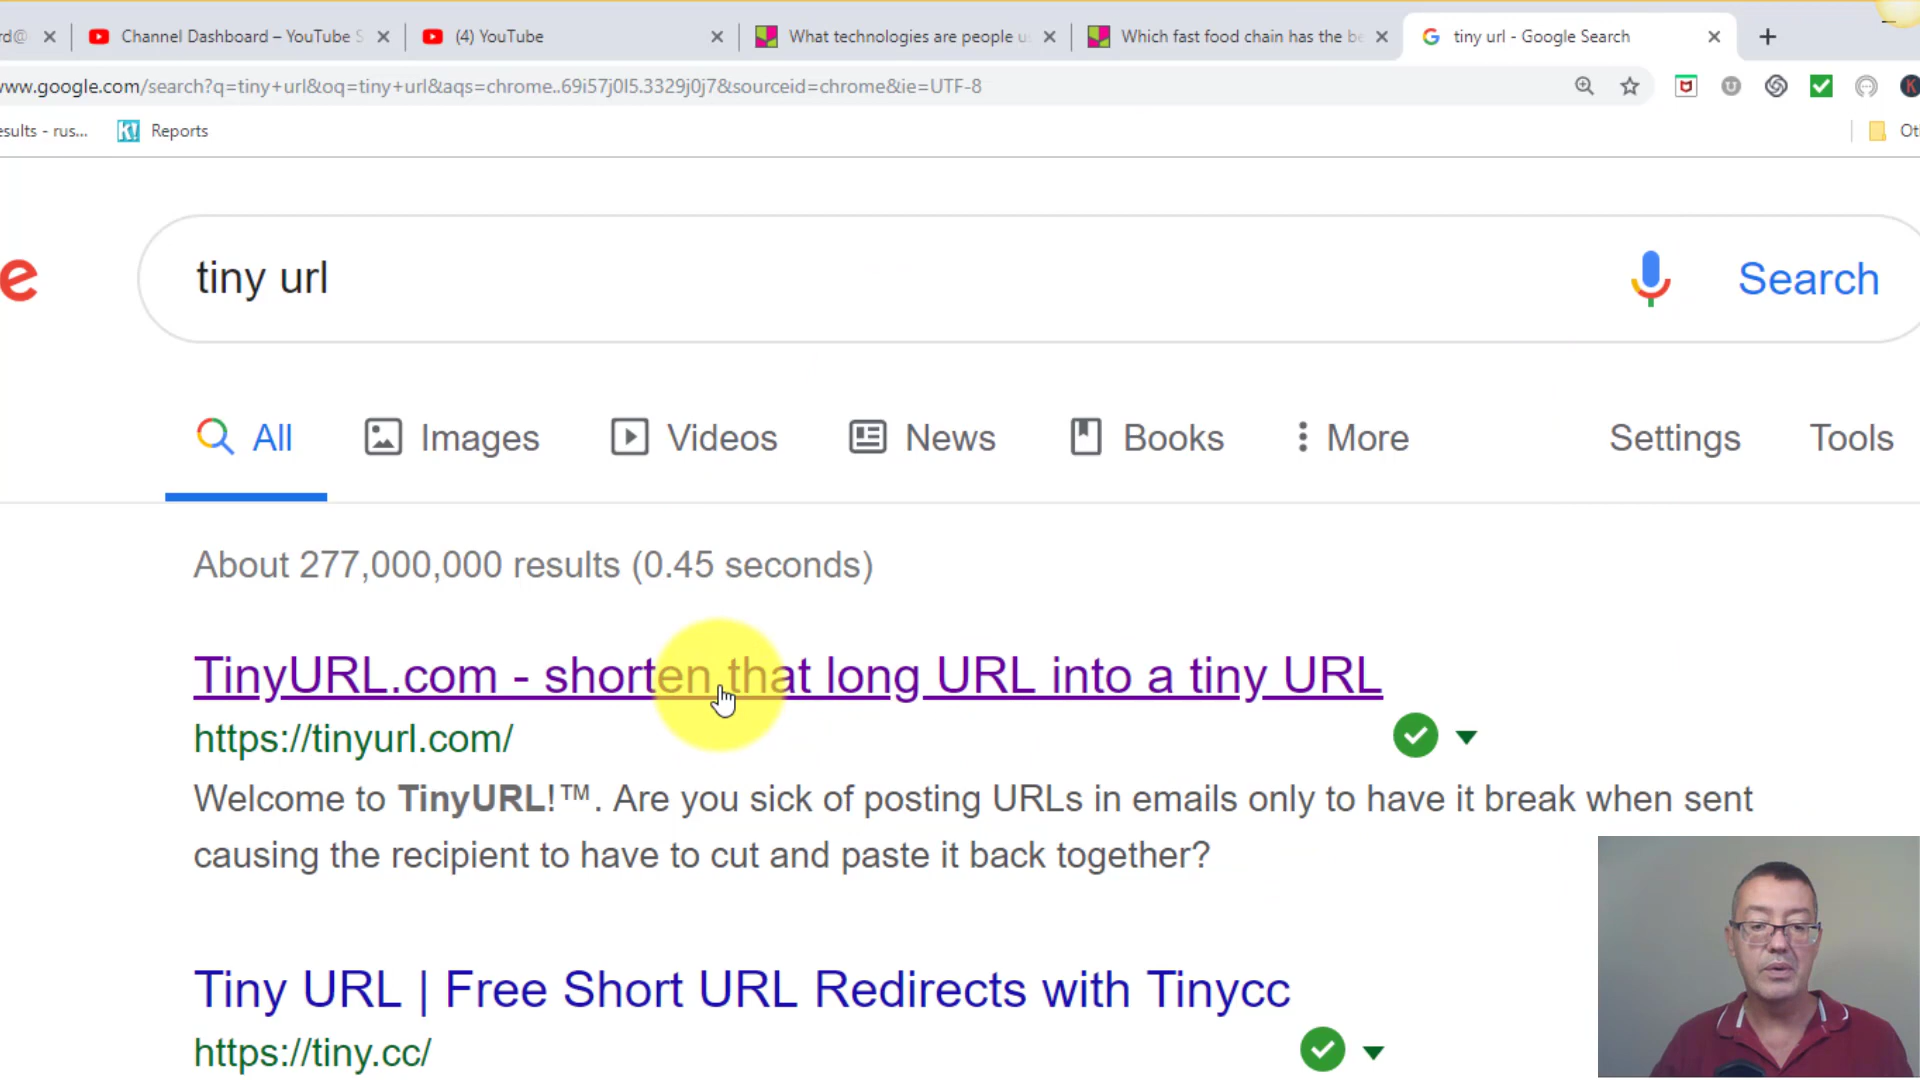 rd@
Channel Dashboard – YouTube S
(4) YouTube
What technologies are people u
Which fast food chain has the be
tiny url - Google Search
www.google.com/search?q=tiny+url&oq=tiny+url&aqs=chrome..69i57j0l5.3329j0j7&sourceid=chrome&ie=UTF-8
esults - rus...
K!
Reports
Ot
e
tiny url
Search
All
Images
Videos
News
Books
More
Settings
Tools
About 277,000,000 results (0.45 seconds)
TinyURL.com - shorten that long URL into a tiny URL
https://tinyurl.com/
Welcome to TinyURL!™. Are you sick of posting URLs in emails only to have it break when sent
causing the recipient to have to cut and paste it back together?
Tiny URL | Free Short URL Redirects with Tinycc
https://tiny.cc/